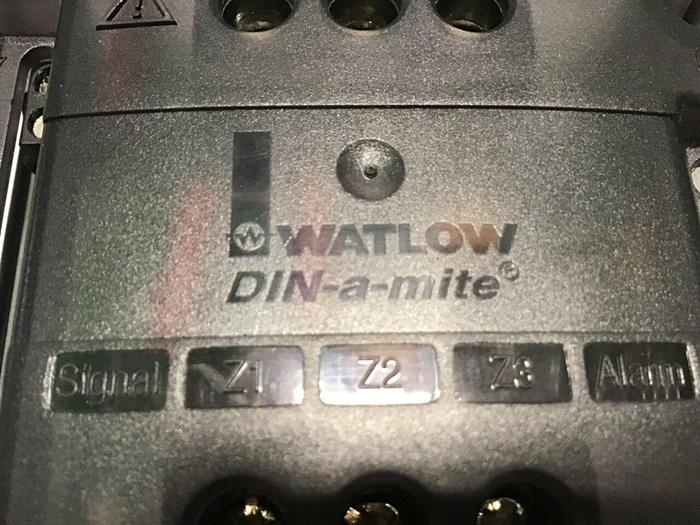 WATLOW
DIN-a-mite®
Signal Z1 Z2 Z3 Alarm